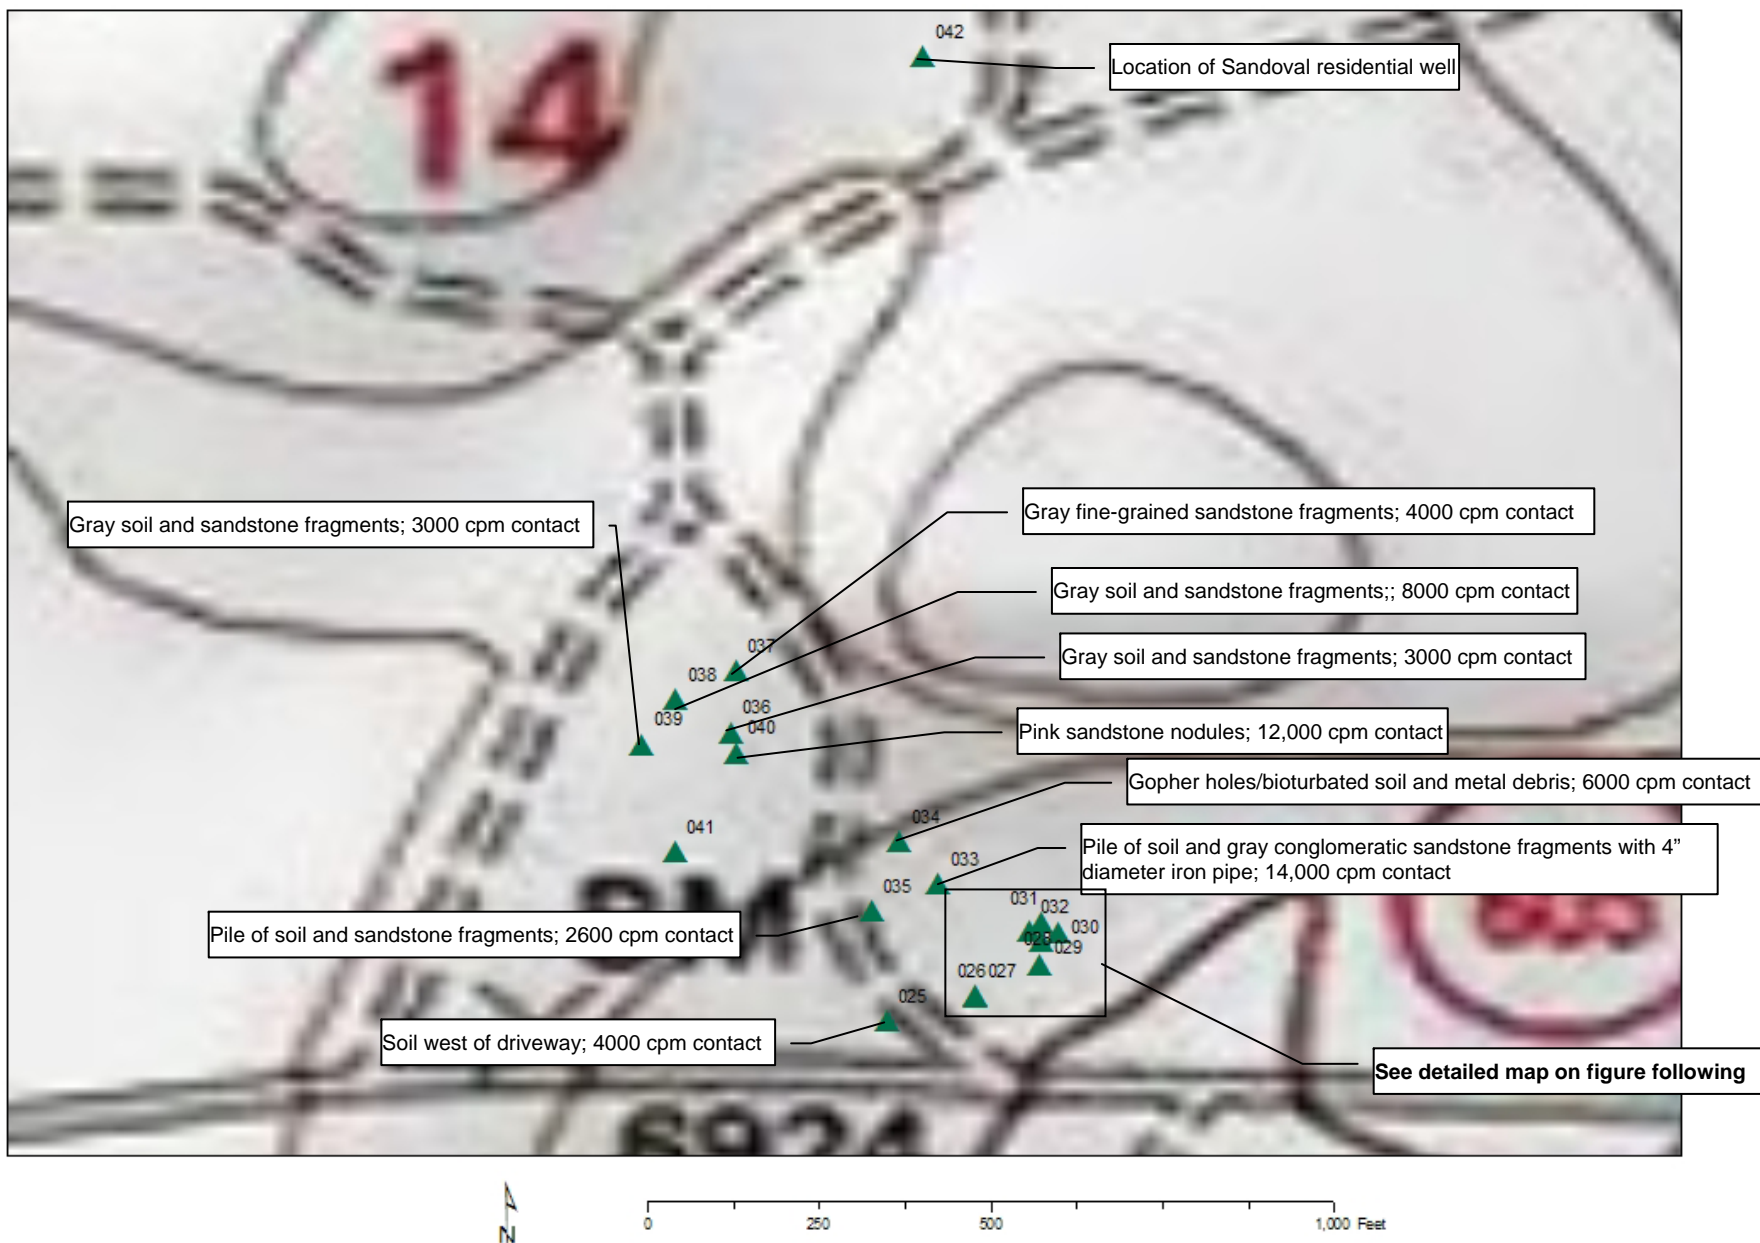 14
042
Location of Sandoval residential well
Gray soil and sandstone fragments; 3000 cpm contact
Gray fine-grained sandstone fragments; 4000 cpm contact
Gray soil and sandstone fragments;; 8000 cpm contact
037
Gray soil and sandstone fragments; 3000 cpm contact
038
036
039
040
Pink sandstone nodules; 12,000 cpm contact
Gopher holes/bioturbated soil and metal debris; 6000 cpm contact
034
041
033
Pile of soil and gray conglomeratic sandstone fragments with 4”
diameter iron pipe; 14,000 cpm contact
035
031
032
030
028
029
Pile of soil and sandstone fragments; 2600 cpm contact
026 027
025
Soil west of driveway; 4000 cpm contact
See detailed map on figure following
6924
N
0 250 500 1,000 Feet